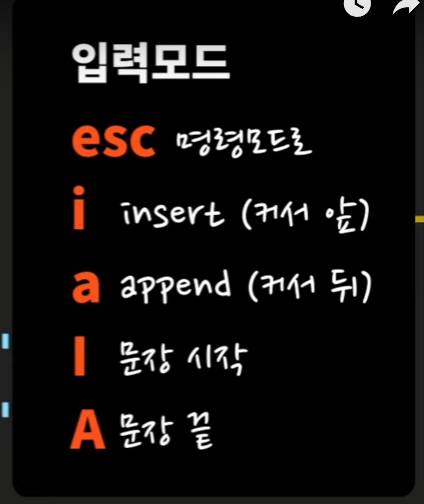 입력모드
esc 명령모드로
i insert (커서 앞)
a append (커서 뒤)
I 문장 시작
A 문장 끝